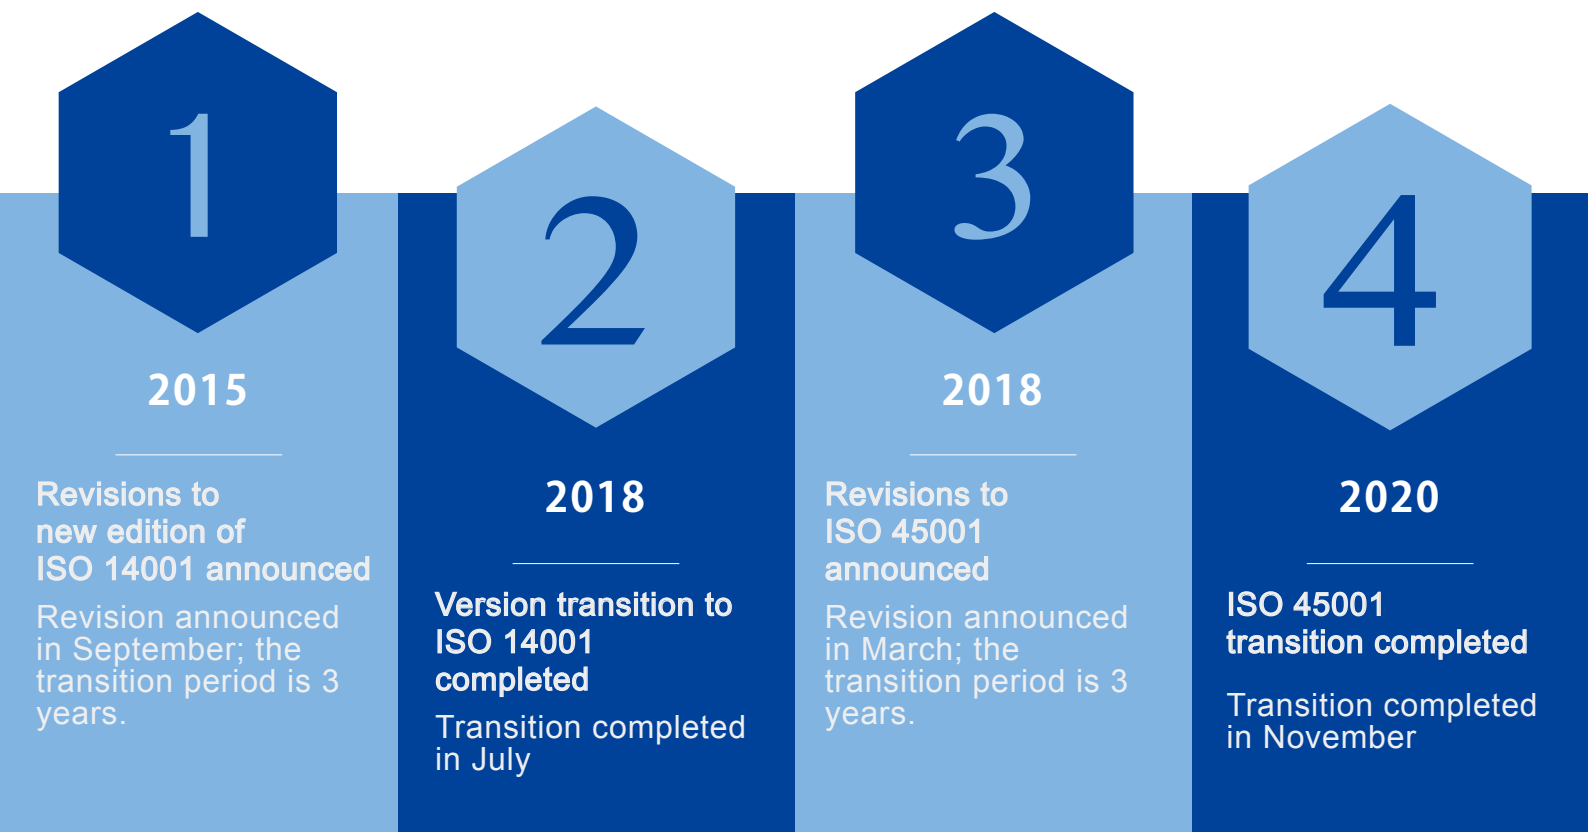 1
2015
Revisions to
new edition of
ISO 14001 announced
Revision announced
in September; the
transition period is 3
years.
2
2018
Version transition to
ISO 14001
completed
Transition completed
in July
3
2018
Revisions to
ISO 45001
announced
Revision announced
in March; the
transition period is 3
years.
4
2020
ISO 45001
transition completed
Transition completed
in November